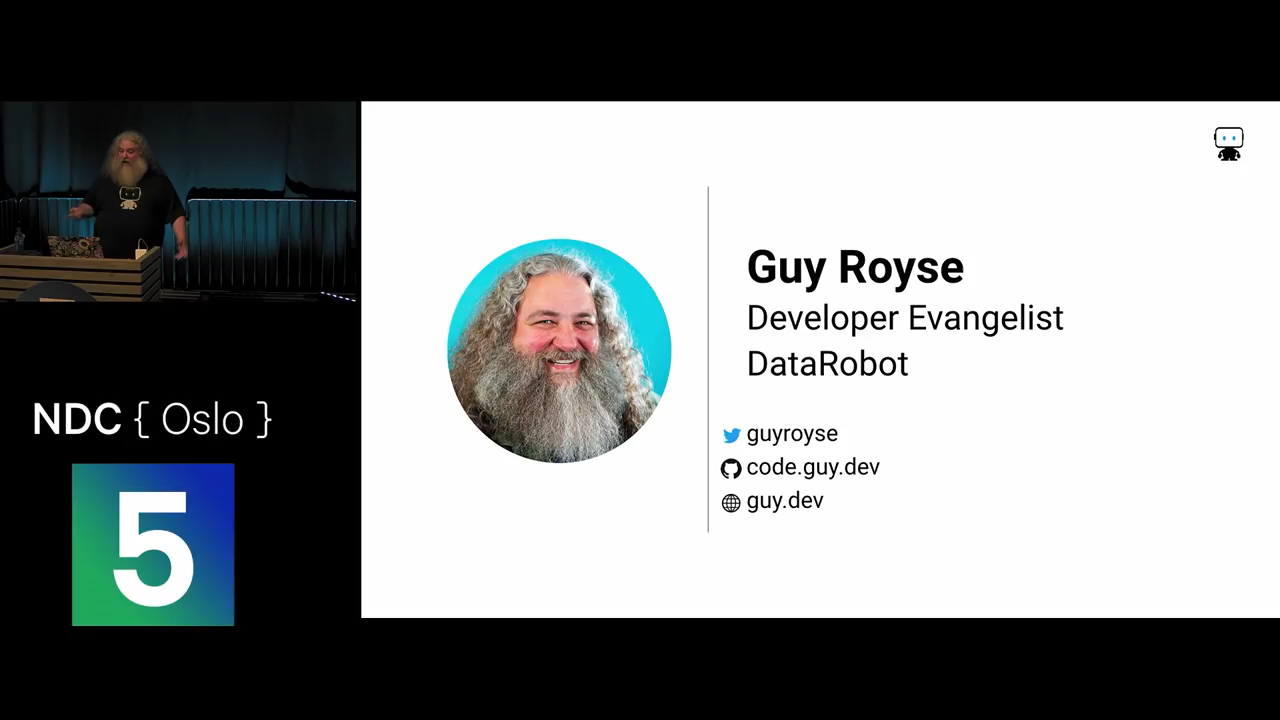 NDC { Oslo }
5
Guy Royse
Developer Evangelist
DataRobot
guyroyse
code.guy.dev
guy.dev